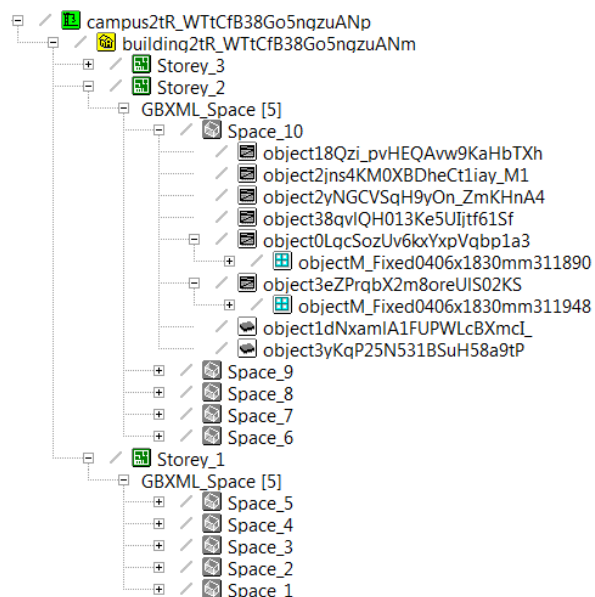 campus2tR_WTtCfB38Go5nqzuANp
building2tR_WTtCfB38Go5nqzuANm
Storey_3
Storey_2
GBXML_Space [5]
Space_10
object18Qzi_pvHEQAvw9KaHbTXh
object2jns4KM0XBDheCt1iay_M1
object2yNGCVSqH9yOn_ZmKHnA4
object38qvlQH013Ke5UIjtf61Sf
object0LqcSozUv6kxYxpVqbp1a3
objectM_Fixed0406x1830mm311890
object3eZPrqbX2m8oreUlS02KS
objectM_Fixed0406x1830mm311948
object1dNxamIA1FUPWLcBXmcI_
object3yKqP25N531BSuH58a9tP
Space_9
Space_8
Space_7
Space_6
Storey_1
GBXML_Space [5]
Space_5
Space_4
Space_3
Space_2
Space_1